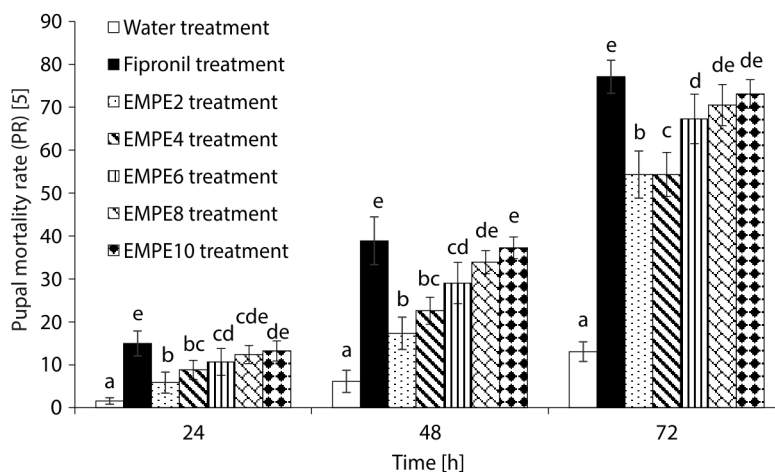 Pupal mortality rate (PR) [5]
90
80
70
60
50
40
30
20
10
0
Water treatment
Fipronil treatment
EMPE2 treatment
EMPE4 treatment
EMPE6 treatment
EMPE8 treatment
EMPE10 treatment
a
e
b
bc
cd
cde
de
a
e
b
bc
cd
de
e
a
e
b
c
d
de
de
24
48
72
Time [h]